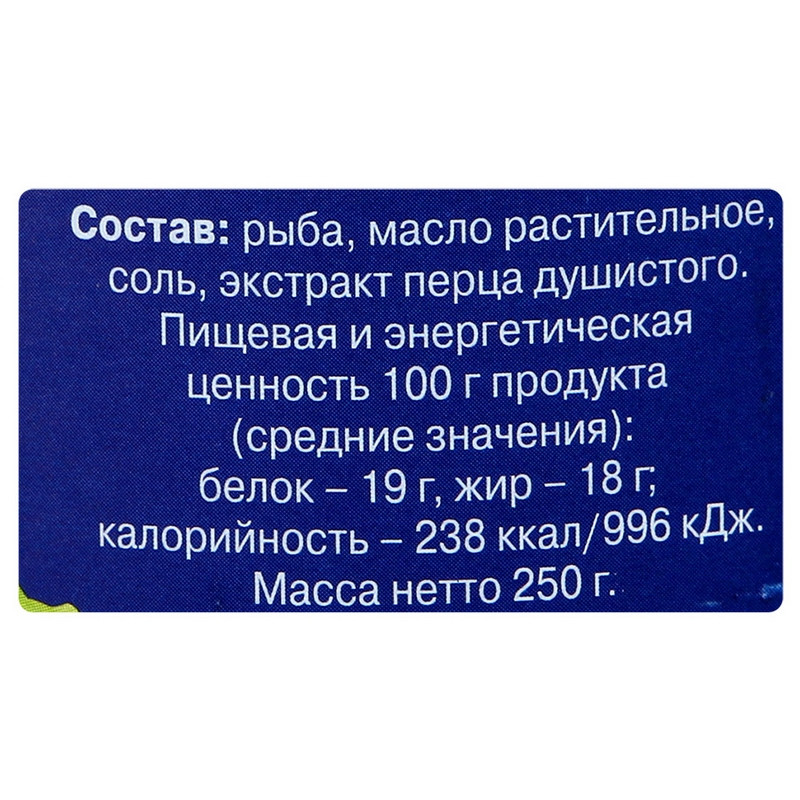 Состав: рыба, масло растительное,
соль, экстракт перца душистого.
Пищевая и энергетическая
ценность 100 г продукта
(средние значения):
белок – 19 г, жир – 18 г;
калорийность – 238 ккал/996 кДж.
Масса нетто 250 г.